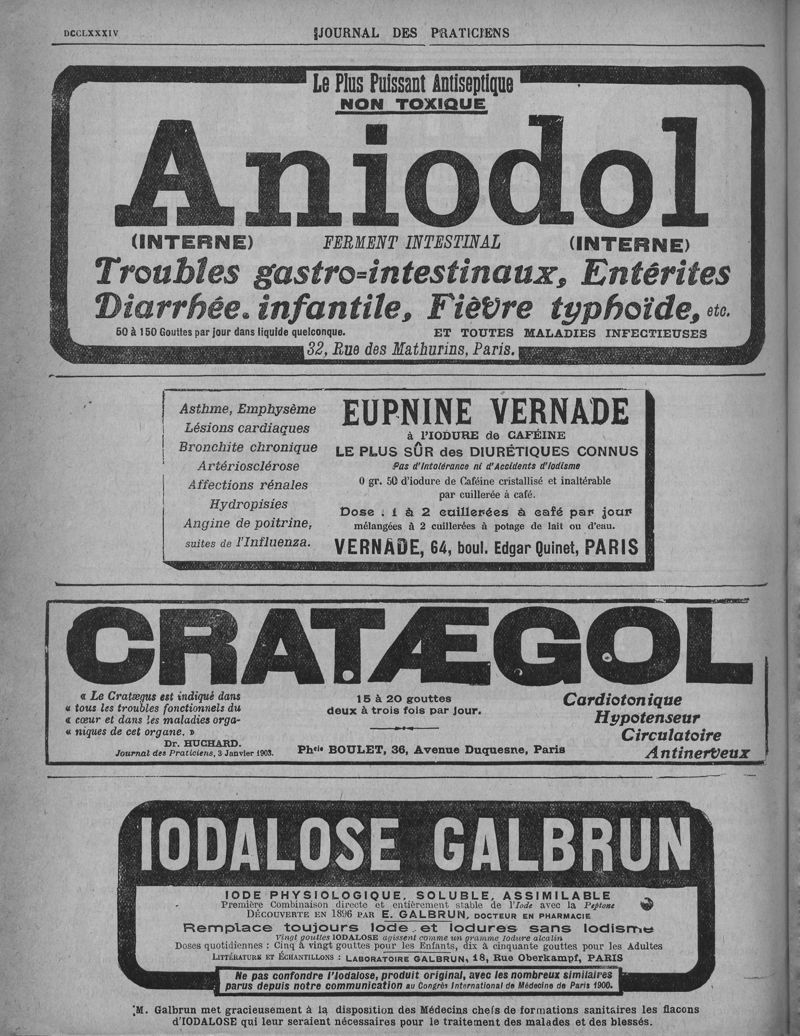 DCCLXXXIV
JOURNAL DES PRATICIENS
Le Plus Puissant Antiseptique
NON TOXIQUE
Aniodol
(INTERNE) FERMENT INTESTINAL (INTERNE)
Troubles gastro-intestinaux, Entérites
Diarrhée infantile, Fièvre typhoïde, etc.
50 à 150 Gouttes par jour dans liquide quelconque. ET TOUTES MALADIES INFECTIEUSES
32, Rue des Mathurins, Paris.
Asthme, Emphysème
Lésions cardiaques
Bronchite chronique
Artériosclérose
Affections rénales
Hydropisies
Angine de poitrine,
suites de l'Influenza.
EUPNINE VERNADE
à l'IODURE de CAFÉINE
LE PLUS SÛR des DIURÉTIQUES CONNUS
Pas d'Intolérance ni d'Accidents d'Iodisme
0 gr. 50 d'iodure de Caféine cristallisé et inaltérable
par cuillerée à café.
Dose : 1 à 2 cuillerées à café par jour
mélangées à 2 cuillerées à potage de lait ou d'eau.
VERNADE, 64, boul. Edgar Quinet, PARIS
CRATÆGOL
« Le Cratægus est indiqué dans
« tous les troubles fonctionnels du
« cœur et dans les maladies orga-
« niques de cet organe. »
Dr. HUCHARD.
Journal des Praticiens, 3 Janvier 1903.
15 à 20 gouttes
deux à trois fois par jour.
Phcie BOULET, 36, Avenue Duquesne, Paris
Cardiotonique
Hypotenseur
Circulatoire
Antinerveux
IODALOSE GALBRUN
IODE PHYSIOLOGIQUE, SOLUBLE, ASSIMILABLE
Première Combinaison directe et entièrement stable de l'Iode avec la Peptone
DÉCOUVERTE EN 1896 PAR E. GALBRUN, DOCTEUR EN PHARMACIE
Remplace toujours Iode et Iodures sans Iodisme
Vingt gouttes IODALOSE agissent comme un gramme Iodure alcalin
Doses quotidiennes : Cinq à vingt gouttes pour les Enfants, dix à cinquante gouttes pour les Adultes
LITTÉRATURE ET ÉCHANTILLONS : LABORATOIRE GALBRUN, 18, Rue Oberkampf, PARIS
Ne pas confondre l'Iodalose, produit original, avec les nombreux similaires
parus depuis notre communication au Congrès International de Médecine de Paris 1900.
M. Galbrun met gracieusement à la disposition des Médecins chefs de formations sanitaires les flacons
d'IODALOSE qui leur seraient nécessaires pour le traitement des malades et des blessés.